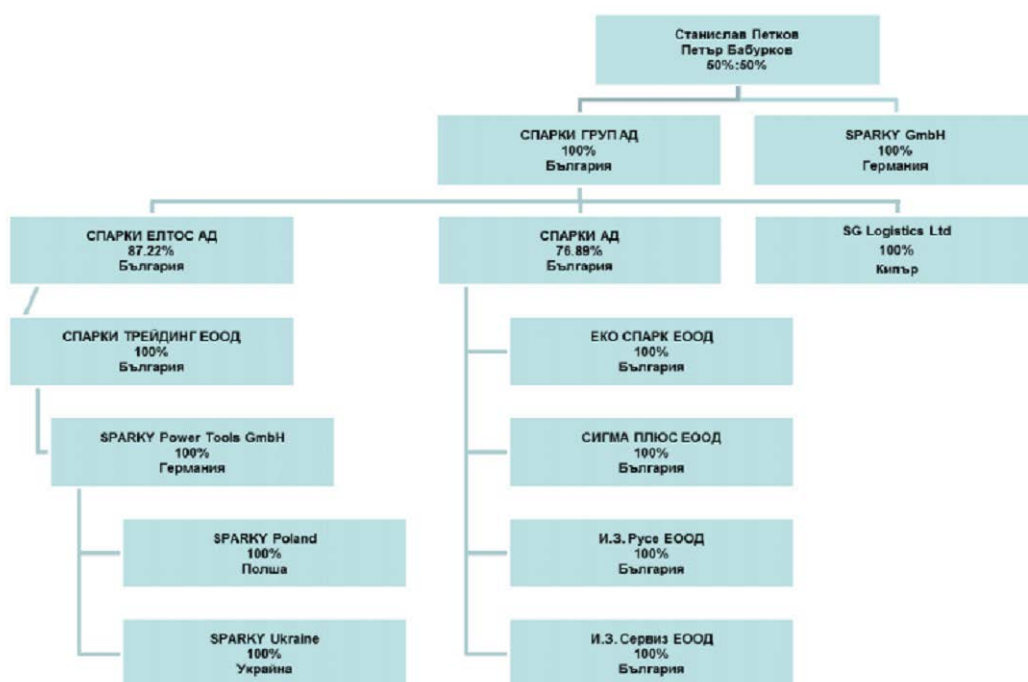 Станислав Петков
Петър Бабурков
50%:50%
СПАРКИ ГРУП АД
100%
България
SPARKY GmbH
100%
Германия
СПАРКИ ЕЛТОС АД
87.22%
България
СПАРКИ АД
76.89%
България
SG Logistics Ltd
100%
Кипър
СПАРКИ ТРЕЙДИНГ ЕООД
100%
България
SPARKY Power Tools GmbH
100%
Германия
SPARKY Poland
100%
Полша
SPARKY Ukraine
100%
Украйна
ЕКО СПАРК ЕООД
100%
България
СИГМА ПЛЮС ЕООД
100%
България
И.З. Русе ЕООД
100%
България
И.З. Сервиз ЕООД
100%
България